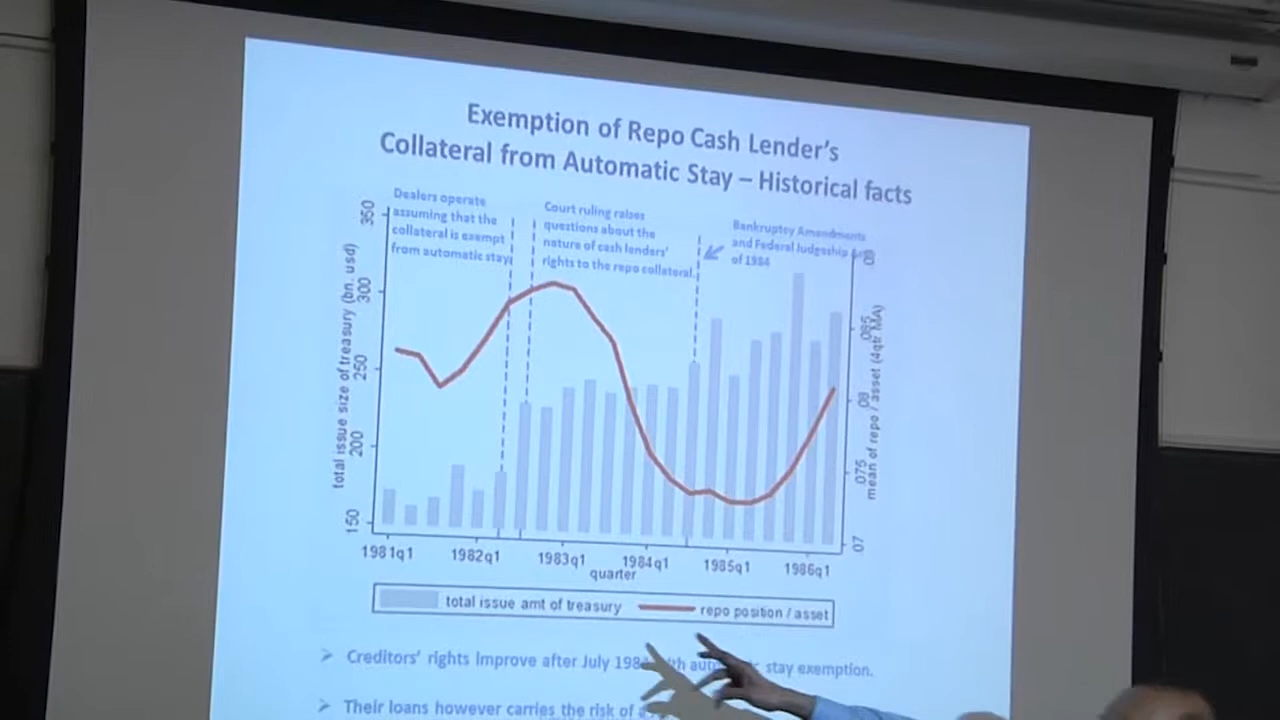 Exemption of Repo Cash Lender's
Collateral from Automatic Stay – Historical facts
Dealers operate
assuming that the
collateral is exempt
from automatic stay
Court ruling raises
questions about the
nature of cash lenders'
rights to the repo collateral.
Bankruptcy Amendments
and Federal Judgeship
of 1984
total issue size of treasury (bn. usd)
350
300
250
200
150
mean of repo / asset (4qtr MA)
.09
.085
.08
.075
.07
1981q1
1982q1
1983q1
1984q1
1985q1
1986q1
quarter
total issue amt of treasury
repo position / asset
➢ Creditors' rights improve after July 198 stay exemption.
➢ Their loans however carries the risk of